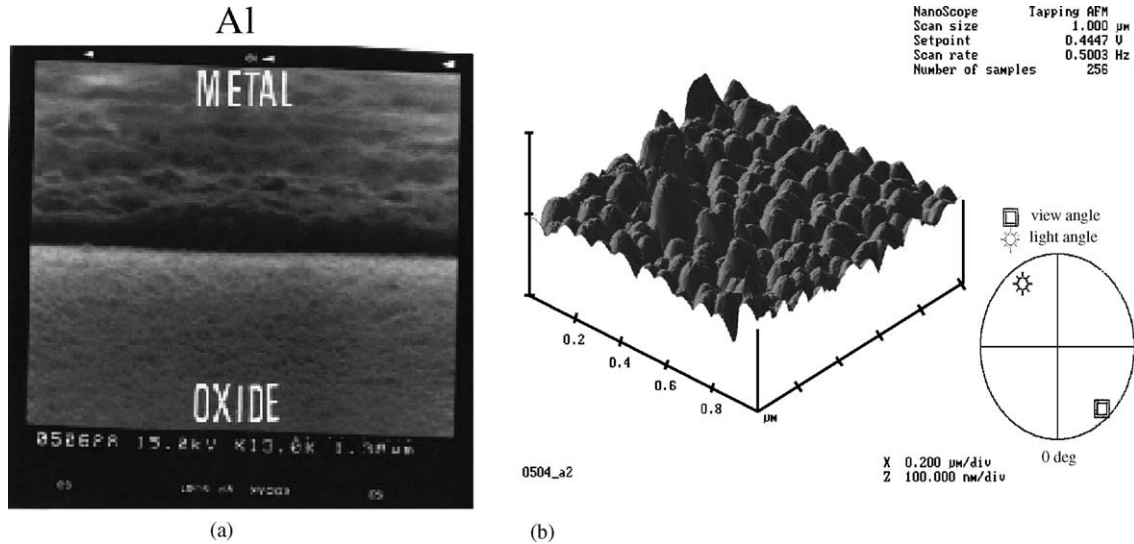 Al
METAL
OXIDE
0506PA 15.0kV X13.0k 1.30μm
(a)
NanoScope Tapping AFM
Scan size 1.000 μm
Setpoint 0.4447 V
Scan rate 0.5003 Hz
Number of samples 256
view angle
light angle
0.2
0.4
0.6
0.8
μm
0 deg
0504_a2
X 0.200 μm/div
Z 100.000 nm/div
(b)